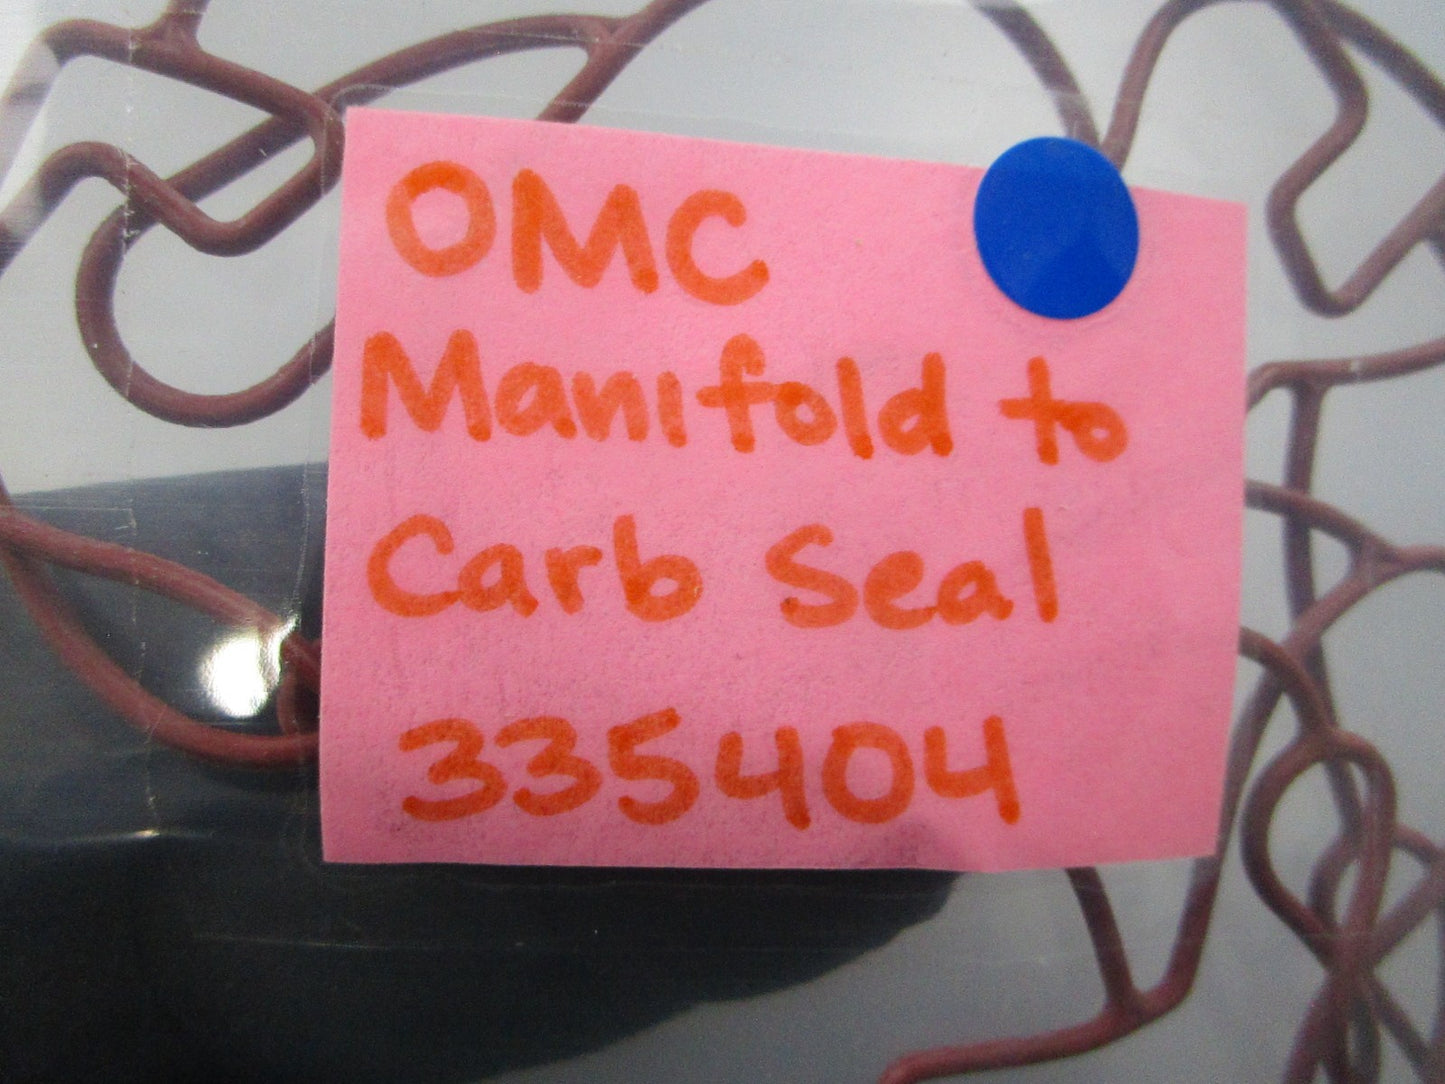 OMC
Manifold to
Carb Seal
335404